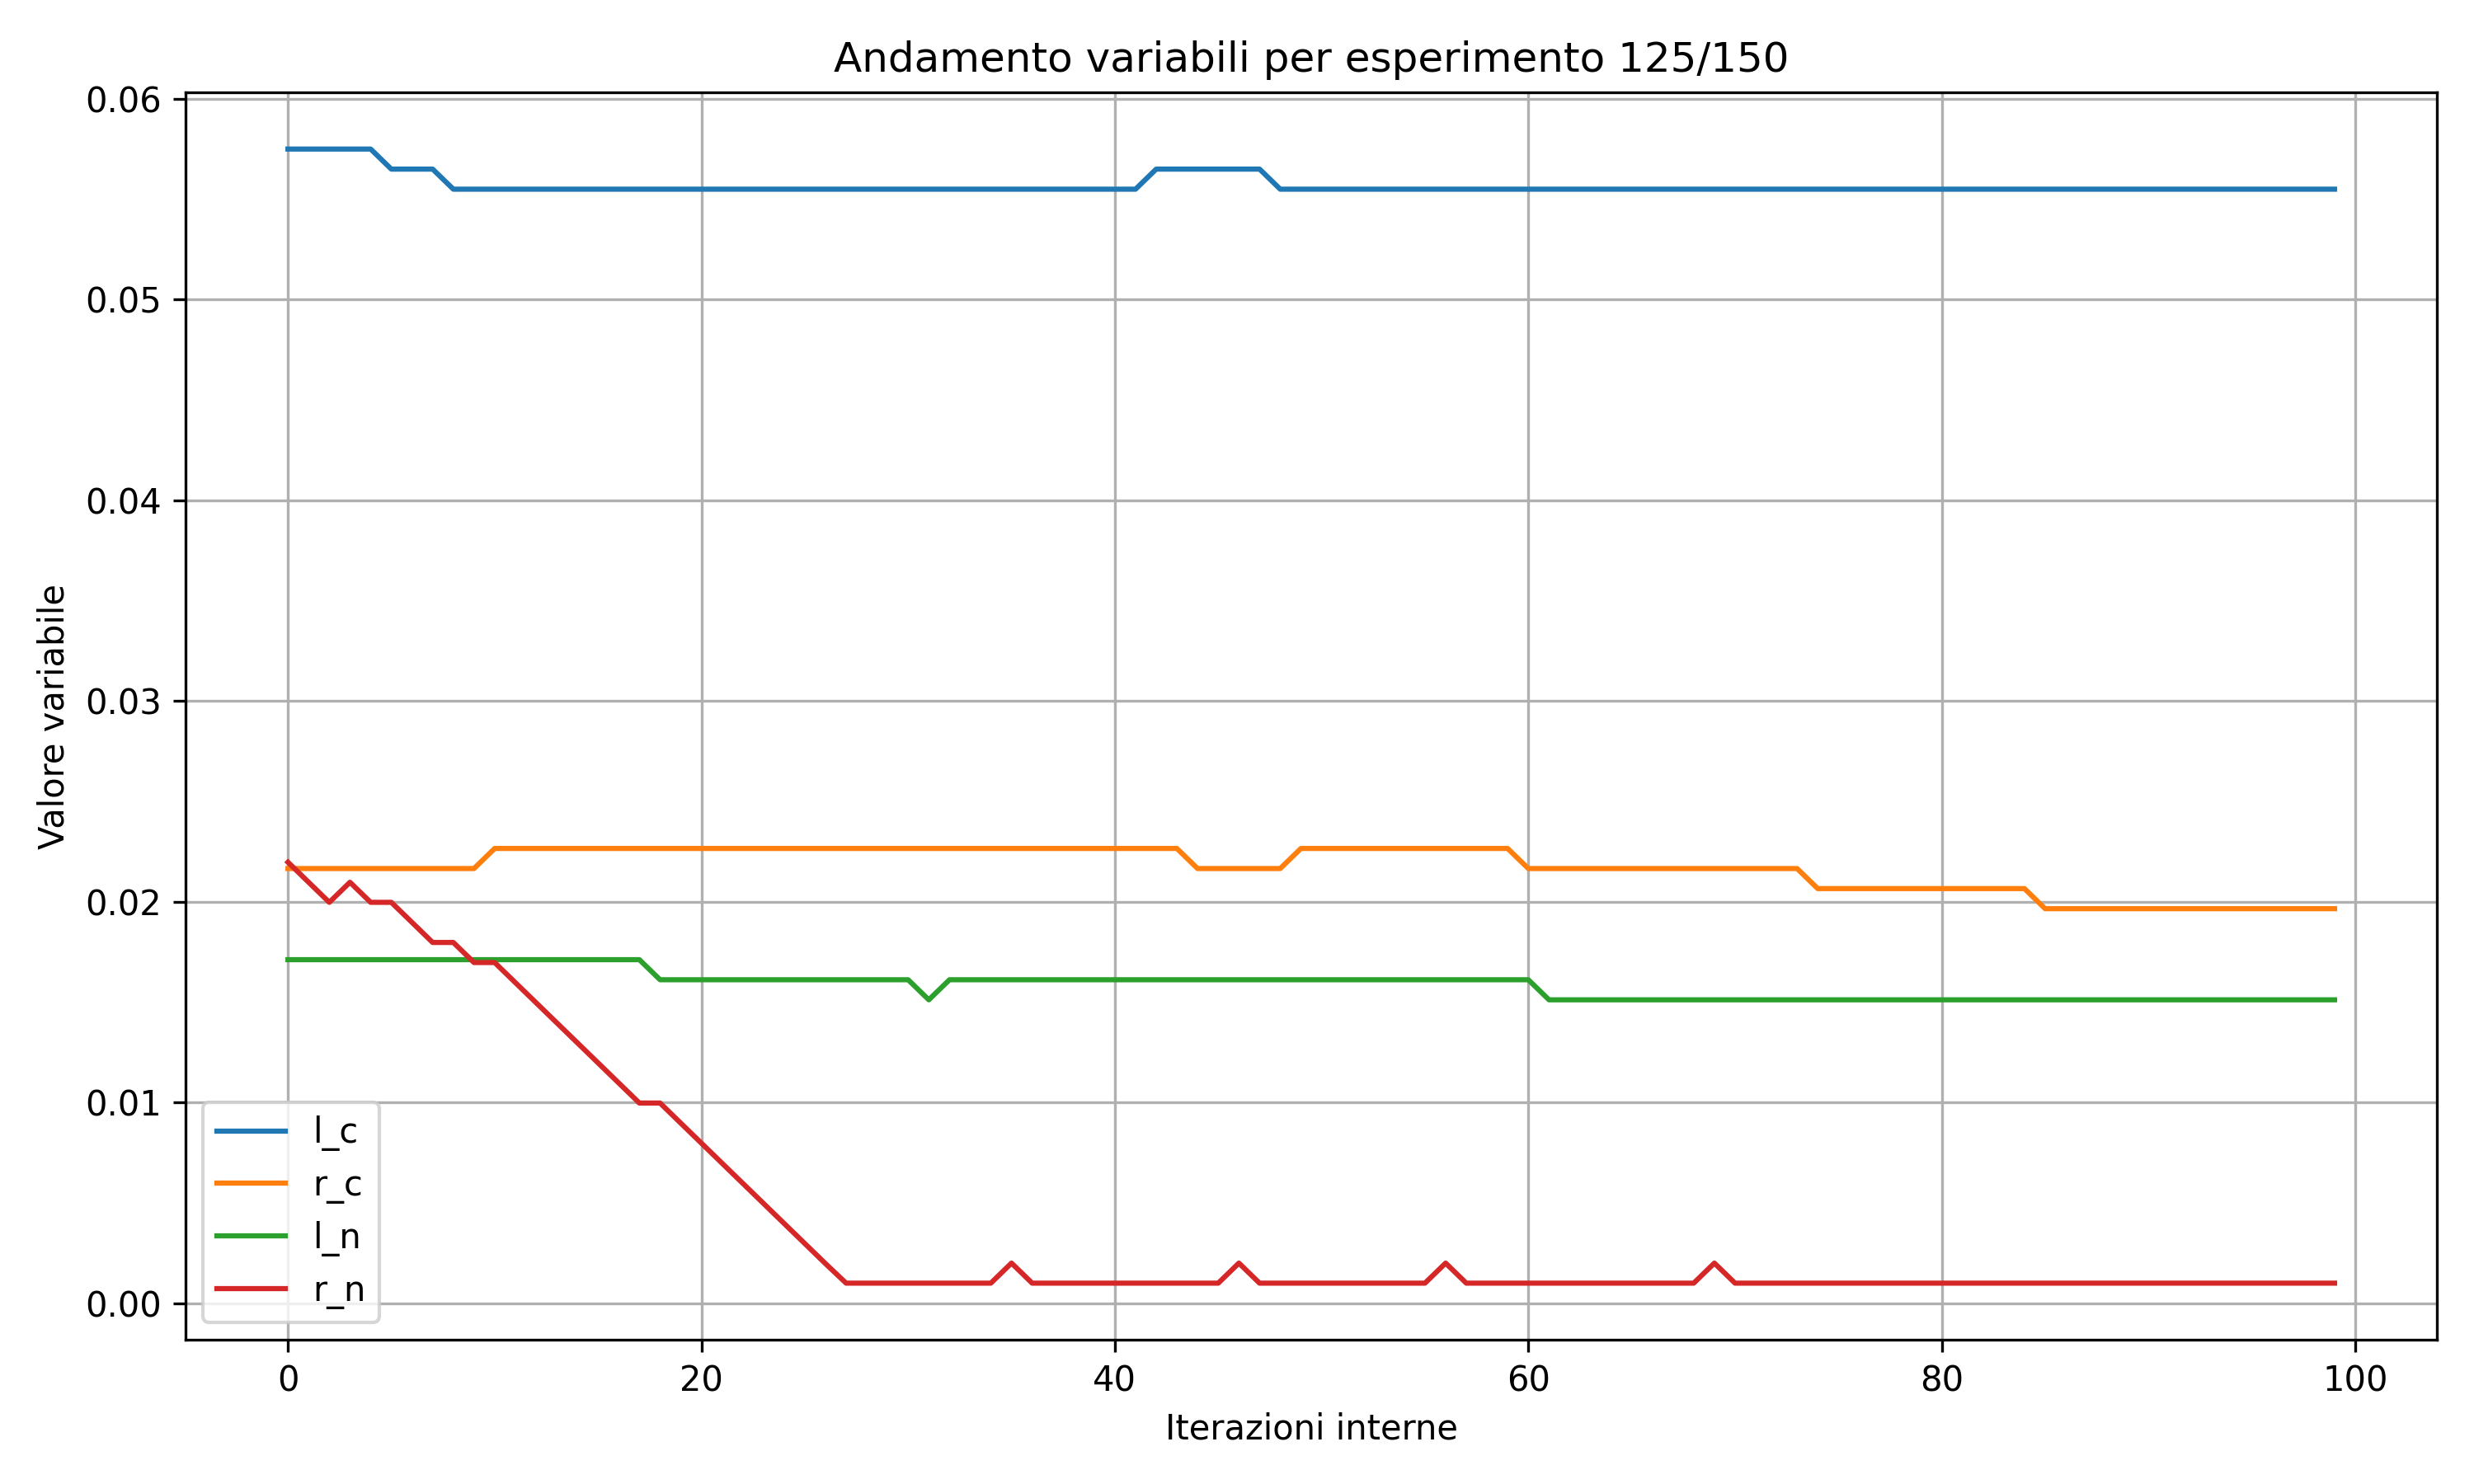 Andamento variabili per esperimento 125/150
0.06
0.05
0.04
0.03
0.02
0.01
0.00
Valore variabile
l_c
r_c
l_n
r_n
0 20 40 60 80 100
Iterazioni interne